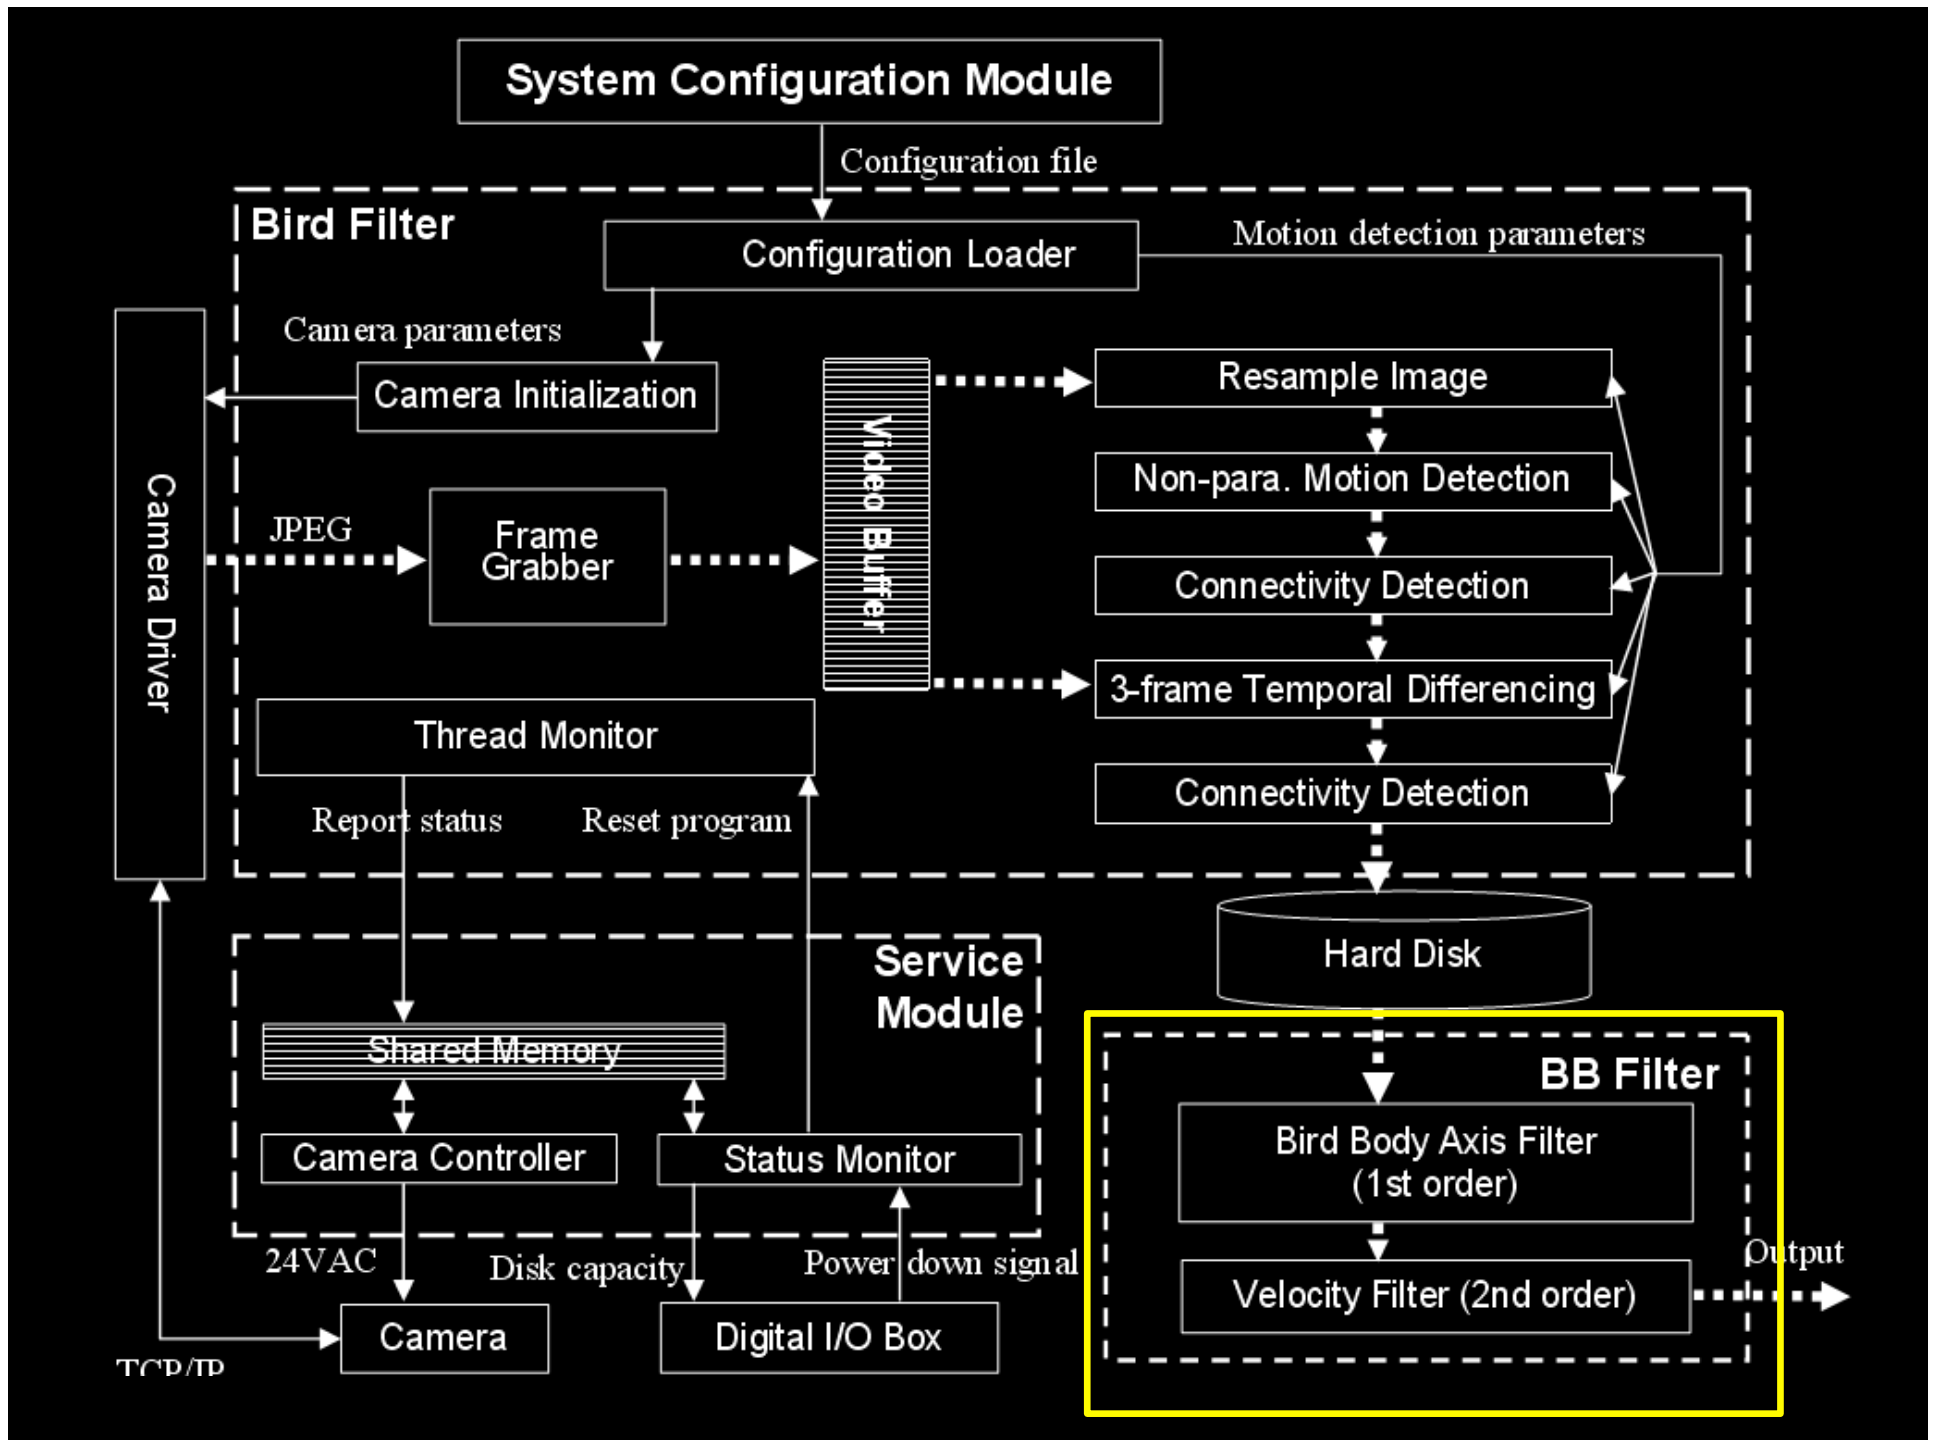 System Configuration Module
Configuration file
Bird Filter
Configuration Loader
Motion detection parameters
Camera parameters
Camera Initialization
Resample Image
Camera Driver
Video Buffer
Non-para. Motion Detection
JPEG
Frame
Grabber
Connectivity Detection
3-frame Temporal Differencing
Thread Monitor
Connectivity Detection
Report status
Reset program
Service
Module
Hard Disk
Shared Memory
BB Filter
Camera Controller
Status Monitor
Bird Body Axis Filter
(1st order)
24VAC
Disk capacity
Power down signal
Output
Velocity Filter (2nd order)
Camera
Digital I/O Box
TCP/IP